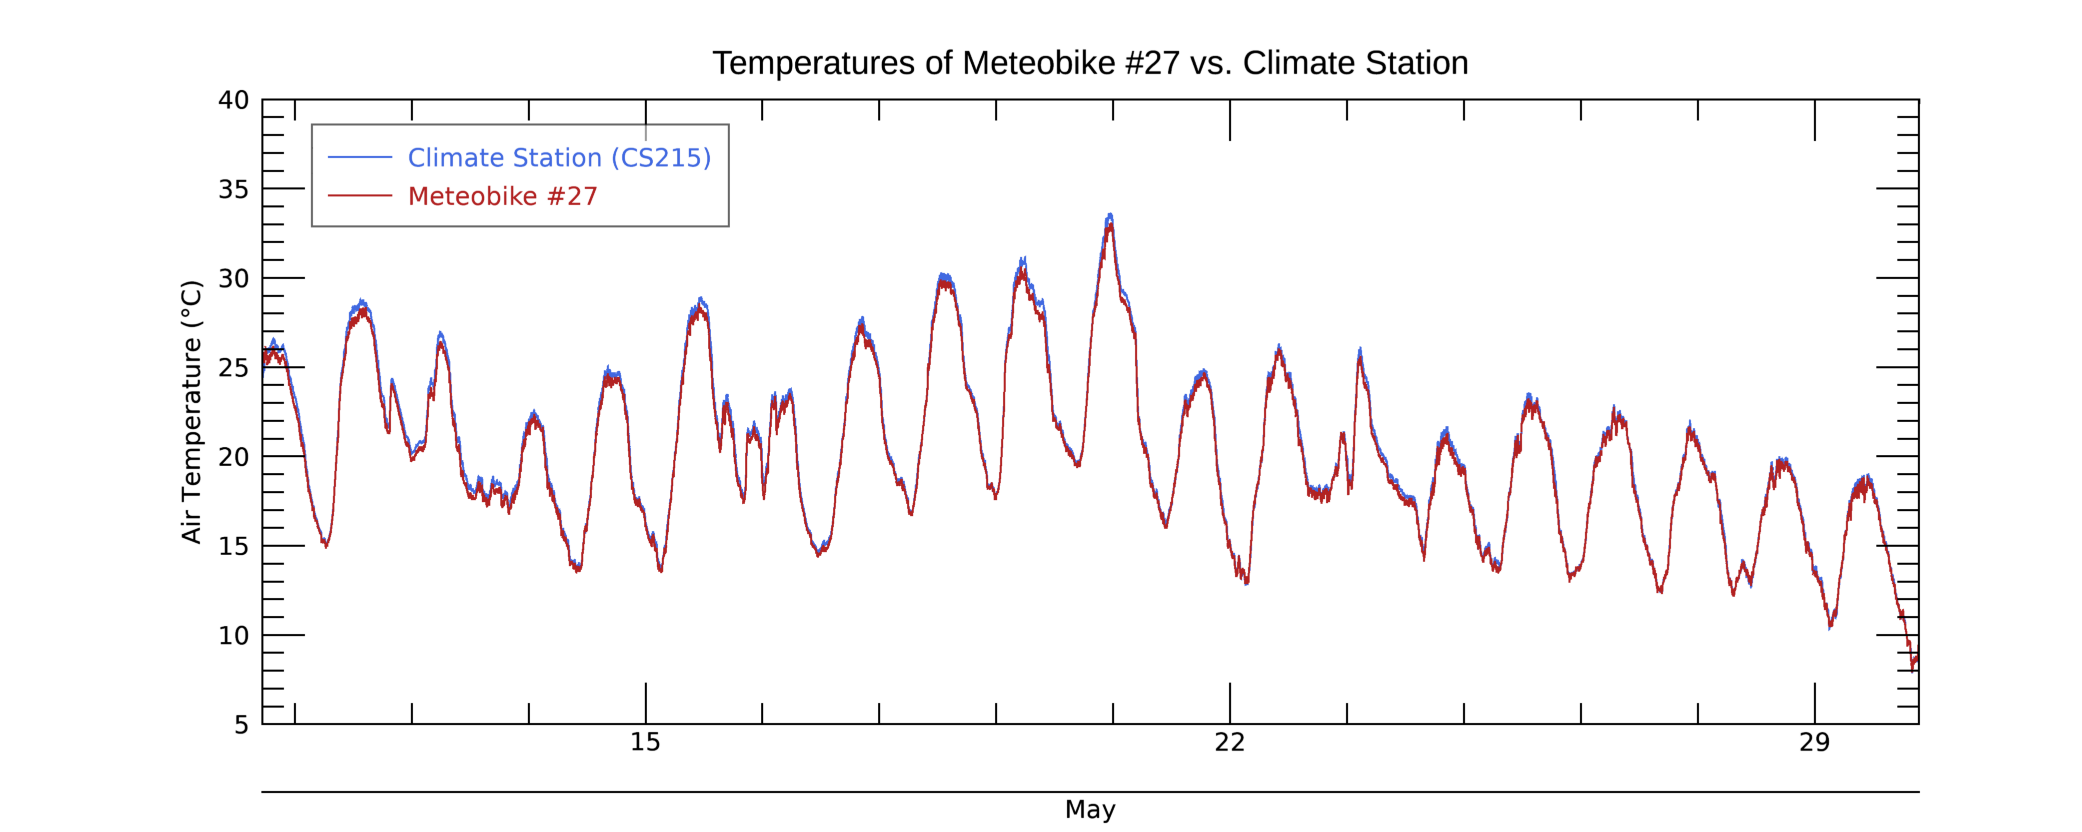 Temperatures of Meteobike #27 vs. Climate Station
Climate Station (CS215)
Meteobike #27
Air Temperature (°C)
40
35
30
25
20
15
10
5
15 22 29
May